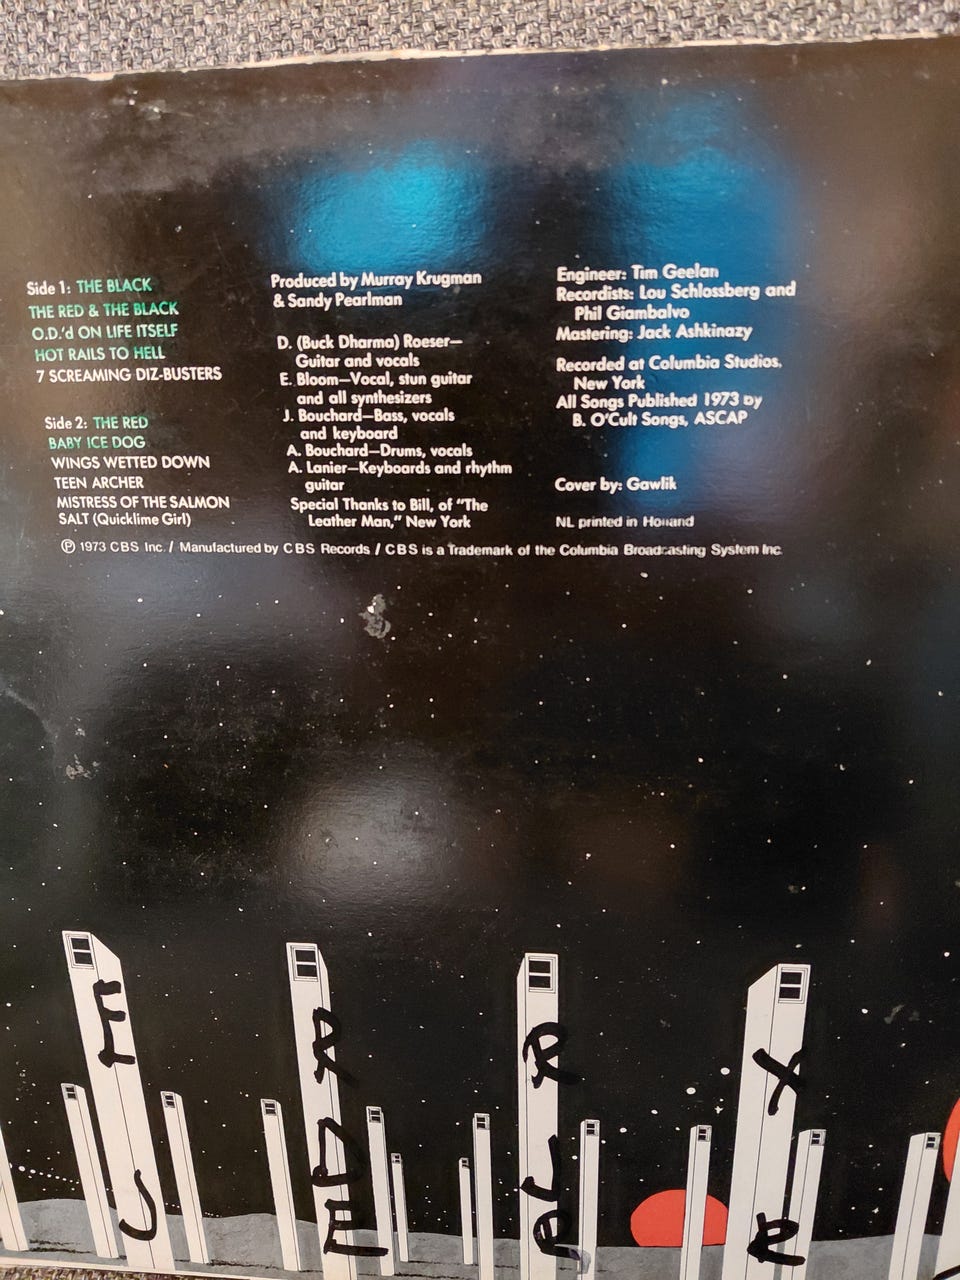 Side 1: THE BLACK
THE RED & THE BLACK
O.D.'d ON LIFE ITSELF
HOT RAILS TO HELL
7 SCREAMING DIZ-BUSTERS
Side 2: THE RED
BABY ICE DOG
WINGS WETTED DOWN
TEEN ARCHER
MISTRESS OF THE SALMON
SALT (Quicklime Girl)
Produced by Murray Krugman
& Sandy Pearlman
D. (Buck Dharma) Roeser—
Guitar and vocals
E. Bloom—Vocal, stun guitar
and all synthesizers
J. Bouchard—Bass, vocals
and keyboard
A. Bouchard—Drums, vocals
A. Lanier—Keyboards and rhythm
guitar
Special Thanks to Bill, of "The
Leather Man," New York
Engineer: Tim Geelan
Recordists: Lou Schlossberg and
Phil Giambalvo
Mastering: Jack Ashkinazy
Recorded at Columbia Studios,
New York
All Songs Published 1973 by
B. O'Cult Songs, ASCAP
Cover by: Gawlik
NL printed in Holland
Ⓟ 1973 CBS Inc. / Manufactured by CBS Records / CBS is a Trademark of the Columbia Broadcasting System Inc.